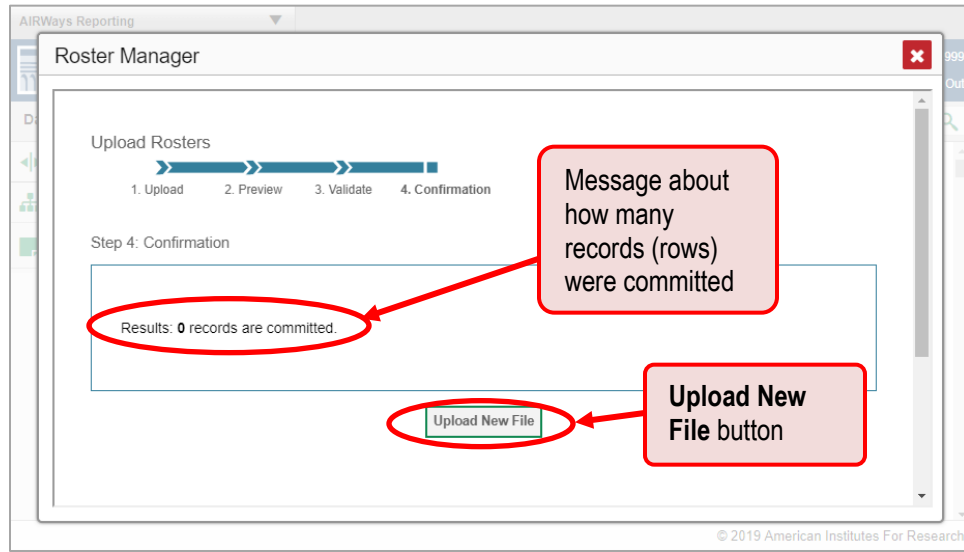 AIRWays Reporting
Roster Manager
999
Out
Upload Rosters
1. Upload 2. Preview 3. Validate 4. Confirmation
Message about
how many
records (rows)
were committed
Step 4: Confirmation
Results: 0 records are committed.
Upload New File
Upload New
File button
© 2019 American Institutes For Research